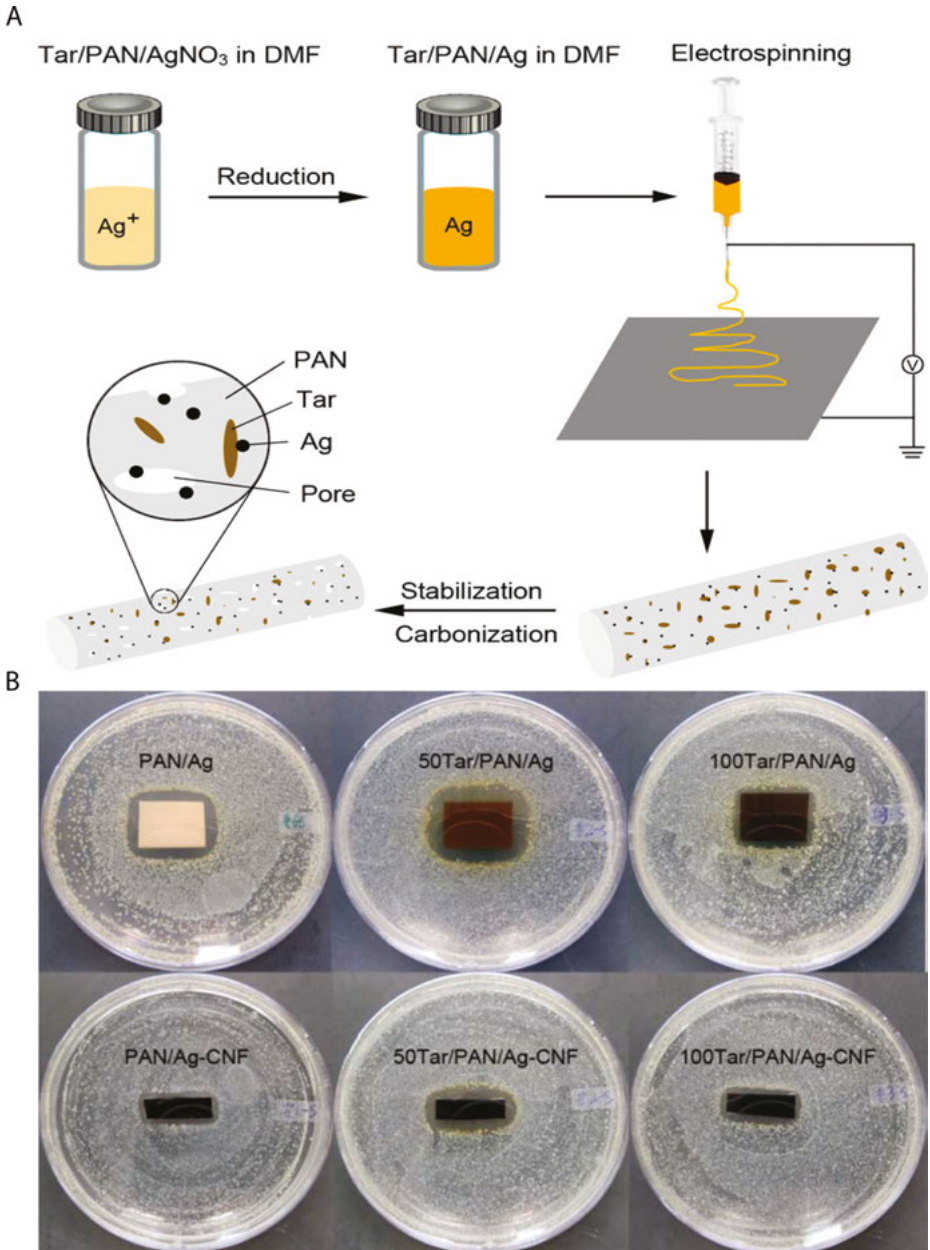 A
Tar/PAN/AgNO₃ in DMF
Tar/PAN/Ag in DMF
Electrospinning
Reduction
Ag⁺
Ag
V
PAN
Tar
Ag
Pore
Stabilization
Carbonization
B
PAN/Ag
50Tar/PAN/Ag
100Tar/PAN/Ag
PAN/Ag-CNF
50Tar/PAN/Ag-CNF
100Tar/PAN/Ag-CNF